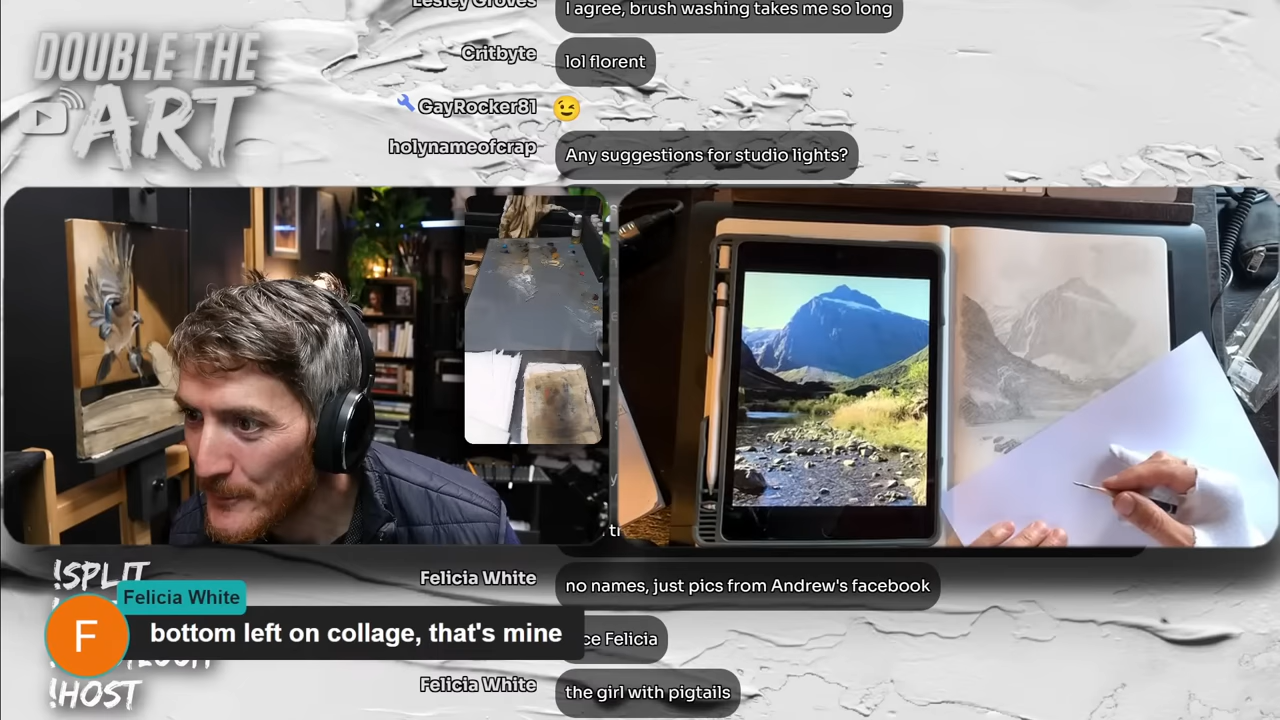 Lesley Groves
I agree, brush washing takes me so long
DOUBLE THE
ART
Critbyte
lol florent
GayRocker81
holynameofcrap
Any suggestions for studio lights?
!SPLIT
Felicia White
no names, just pics from Andrew's facebook
Felicia White
F
bottom left on collage, that's mine
Felicia
!HOST
Felicia White
the girl with pigtails